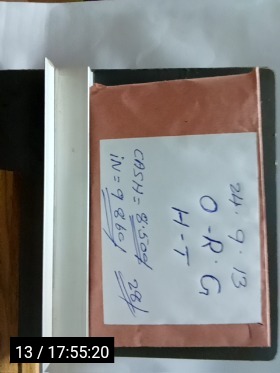 24.9.13
O-R.G
H-T
CASH = 8.500/
iN = 9 860/
28/
13 / 17:55:20